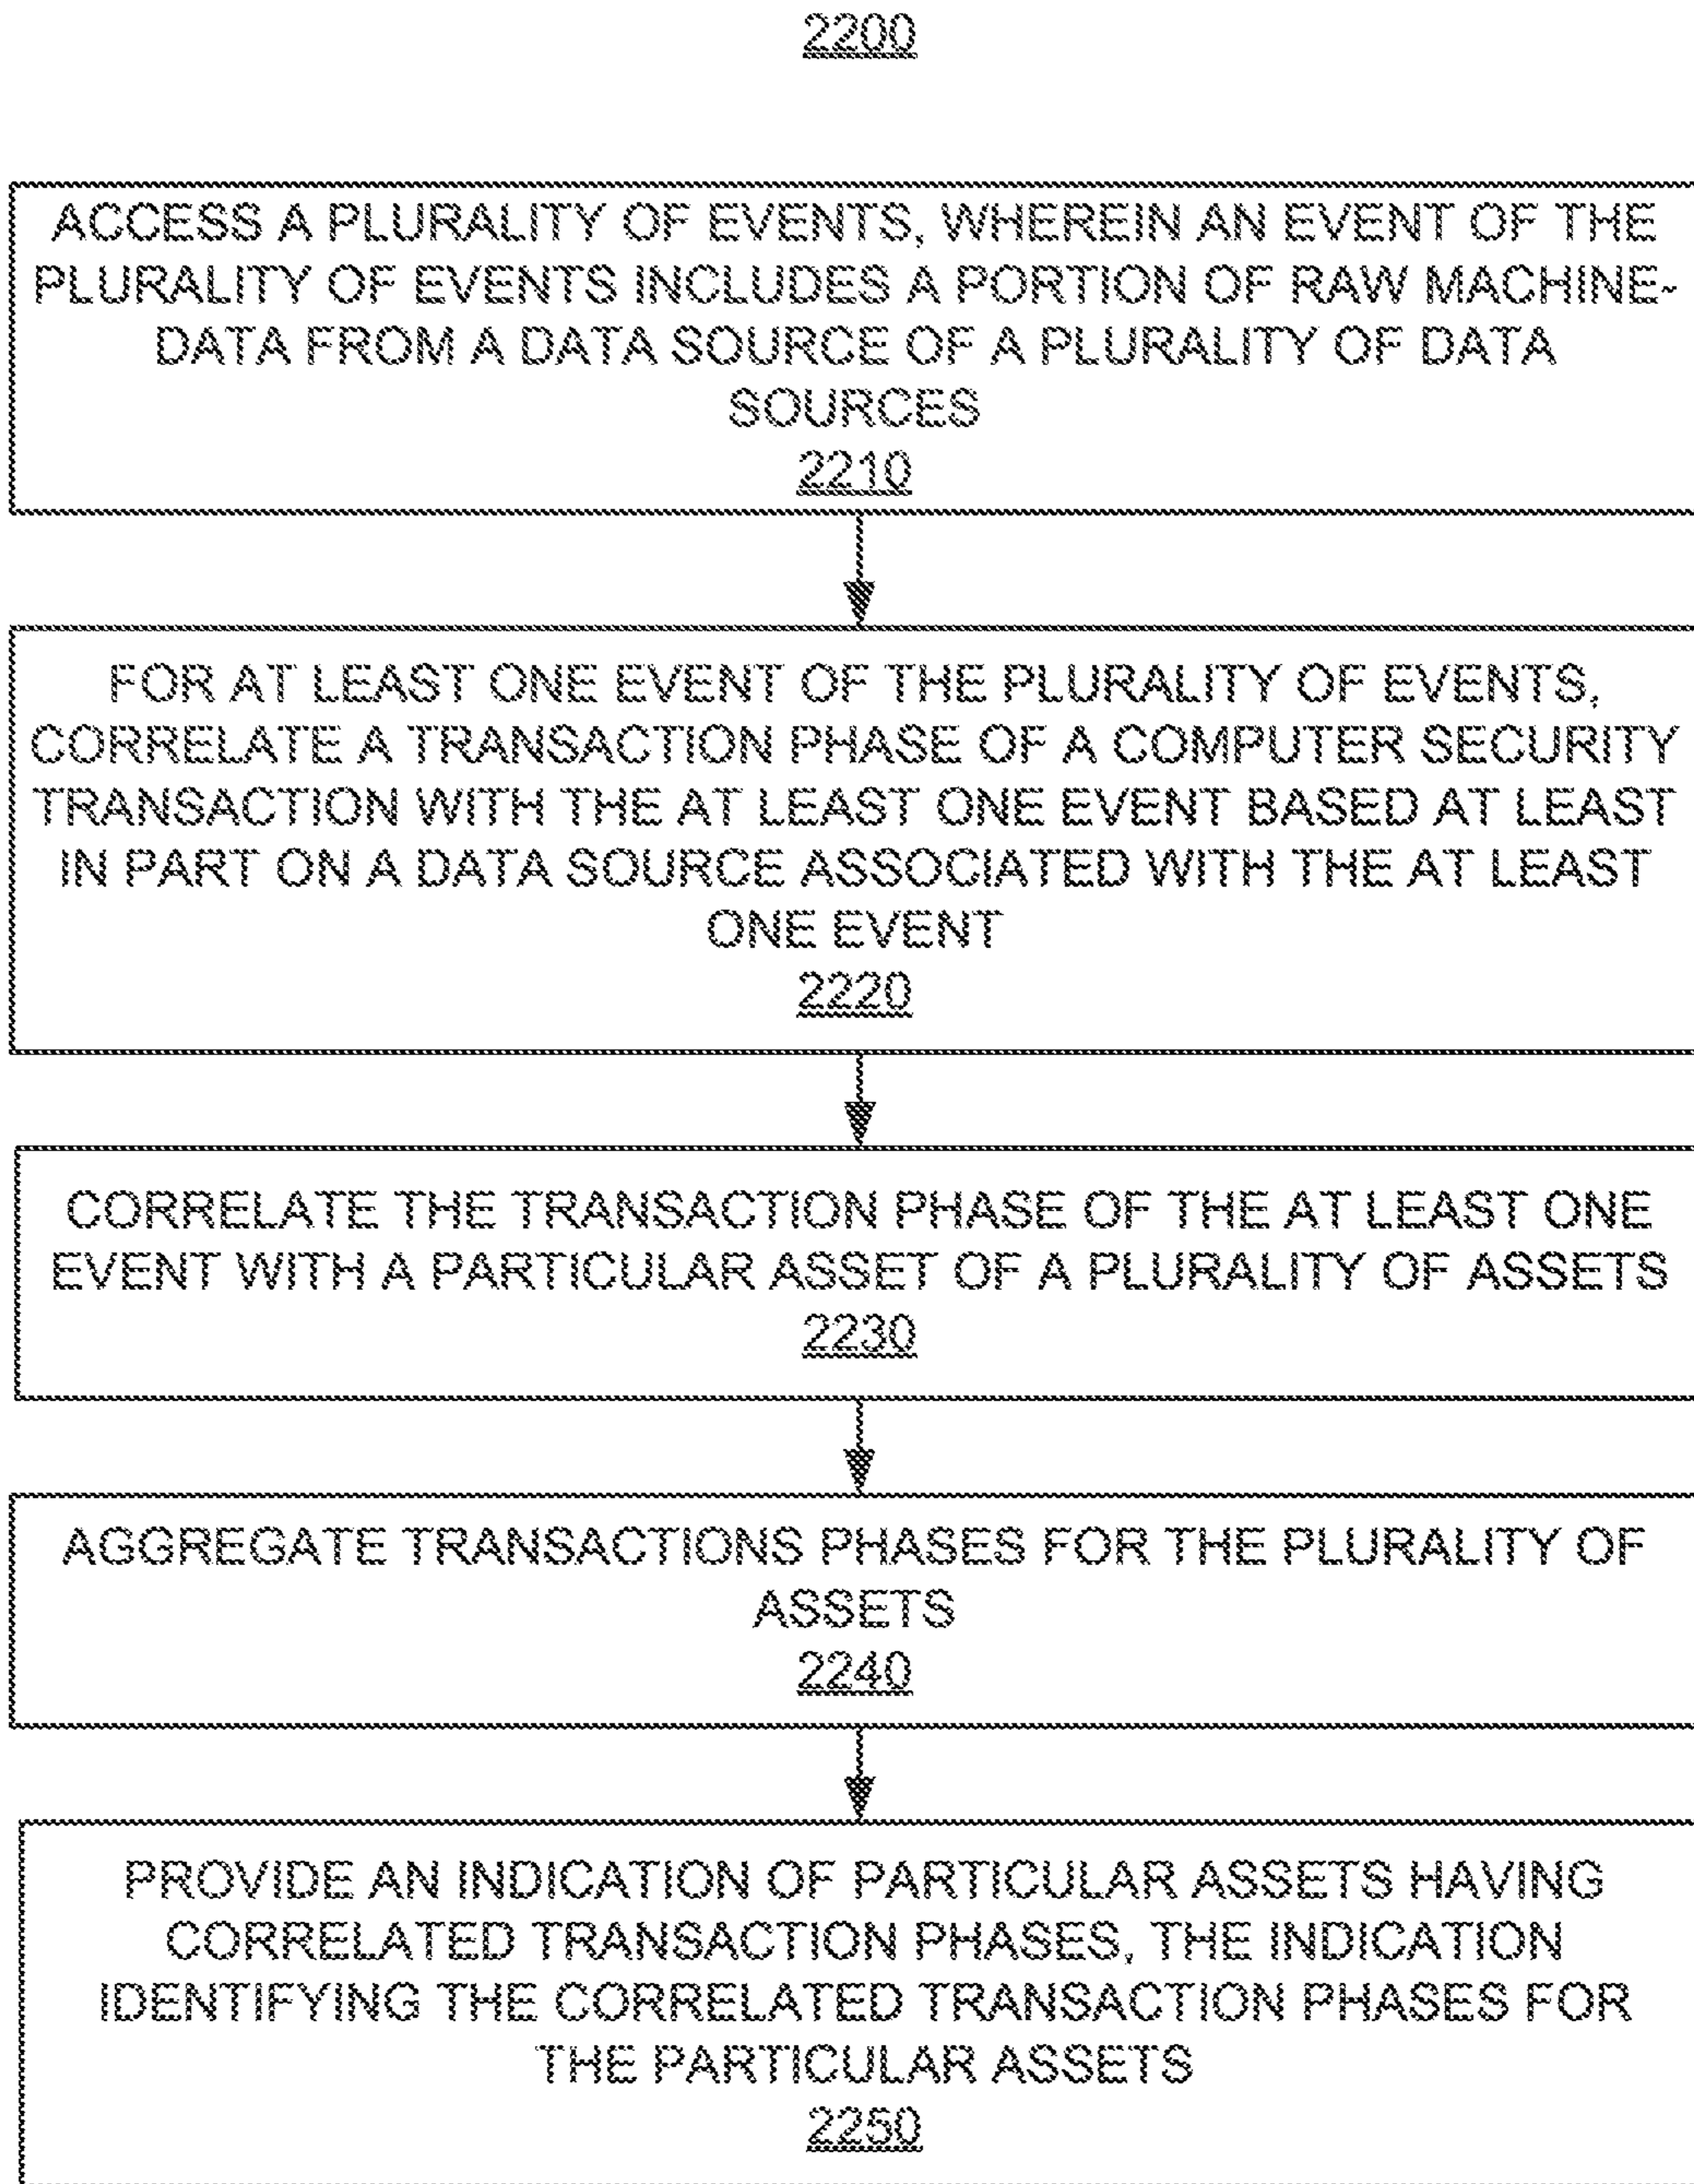 2200
ACCESS A PLURALITY OF EVENTS, WHEREIN AN EVENT OF THE
PLURALITY OF EVENTS INCLUDES A PORTION OF RAW MACHINE-
DATA FROM A DATA SOURCE OF A PLURALITY OF DATA
SOURCES
2210
FOR AT LEAST ONE EVENT OF THE PLURALITY OF EVENTS,
CORRELATE A TRANSACTION PHASE OF A COMPUTER SECURITY
TRANSACTION WITH THE AT LEAST ONE EVENT BASED AT LEAST
IN PART ON A DATA SOURCE ASSOCIATED WITH THE AT LEAST
ONE EVENT
2220
CORRELATE THE TRANSACTION PHASE OF THE AT LEAST ONE
EVENT WITH A PARTICULAR ASSET OF A PLURALITY OF ASSETS
2230
AGGREGATE TRANSACTIONS PHASES FOR THE PLURALITY OF
ASSETS
2240
PROVIDE AN INDICATION OF PARTICULAR ASSETS HAVING
CORRELATED TRANSACTION PHASES, THE INDICATION
IDENTIFYING THE CORRELATED TRANSACTION PHASES FOR
THE PARTICULAR ASSETS
2250